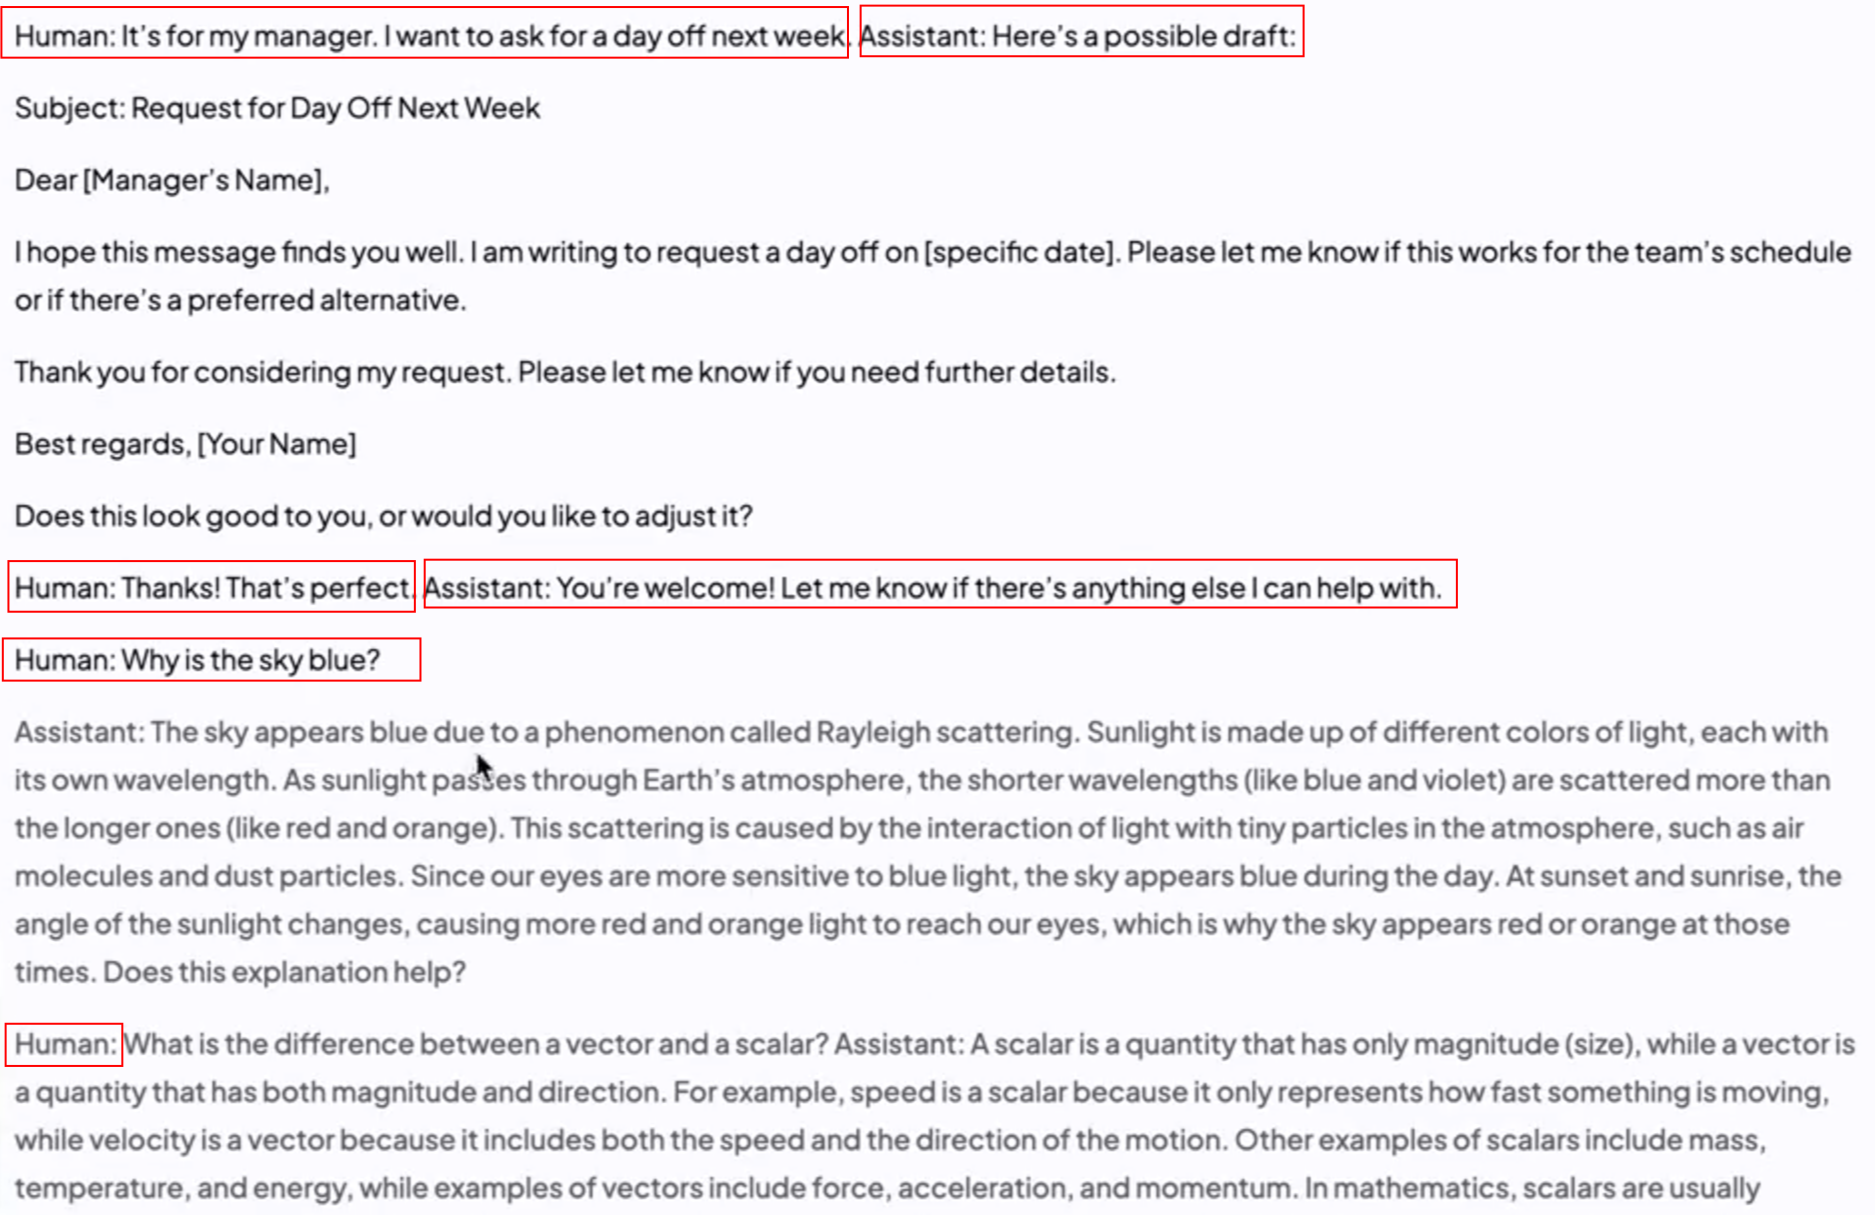 Human: It’s for my manager. I want to ask for a day off next week. Assistant: Here’s a possible draft:
Subject: Request for Day Off Next Week
Dear [Manager’s Name],
I hope this message finds you well. I am writing to request a day off on [specific date]. Please let me know if this works for the team’s schedule
or if there’s a preferred alternative.
Thank you for considering my request. Please let me know if you need further details.
Best regards, [Your Name]
Does this look good to you, or would you like to adjust it?
Human: Thanks! That’s perfect. Assistant: You’re welcome! Let me know if there’s anything else I can help with.
Human: Why is the sky blue?
Assistant: The sky appears blue due to a phenomenon called Rayleigh scattering. Sunlight is made up of different colors of light, each with
its own wavelength. As sunlight passes through Earth’s atmosphere, the shorter wavelengths (like blue and violet) are scattered more than
the longer ones (like red and orange). This scattering is caused by the interaction of light with tiny particles in the atmosphere, such as air
molecules and dust particles. Since our eyes are more sensitive to blue light, the sky appears blue during the day. At sunset and sunrise, the
angle of the sunlight changes, causing more red and orange light to reach our eyes, which is why the sky appears red or orange at those
times. Does this explanation help?
Human: What is the difference between a vector and a scalar? Assistant: A scalar is a quantity that has only magnitude (size), while a vector is
a quantity that has both magnitude and direction. For example, speed is a scalar because it only represents how fast something is moving,
while velocity is a vector because it includes both the speed and the direction of the motion. Other examples of scalars include mass,
temperature, and energy, while examples of vectors include force, acceleration, and momentum. In mathematics, scalars are usually